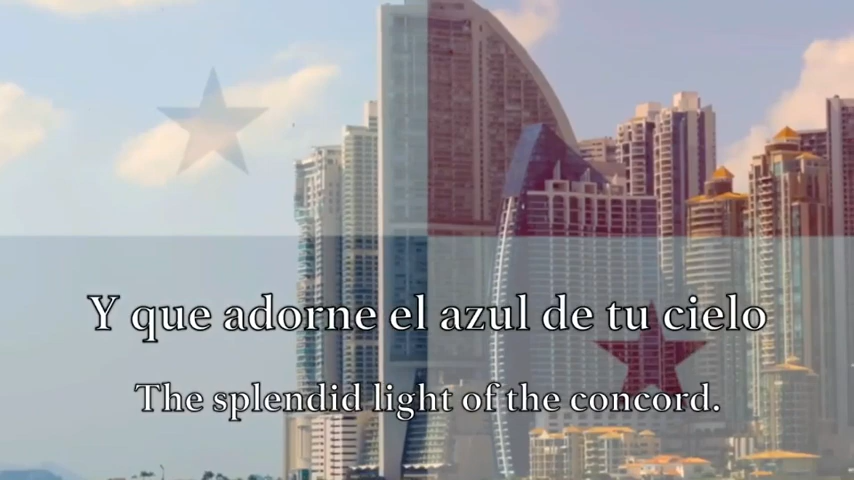 Y que adorne el azul de tu cielo
The splendid light of the concord.